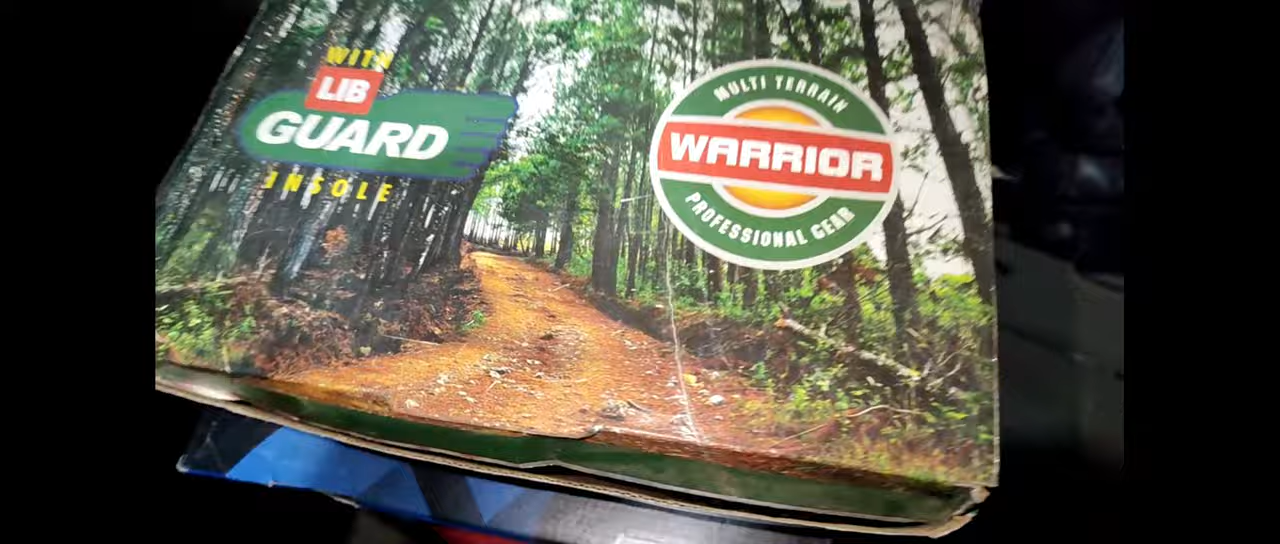 WITH
LIB
GUARD
INSOLE
MULTI TERRAIN
WARRIOR
PROFESSIONAL GEAR